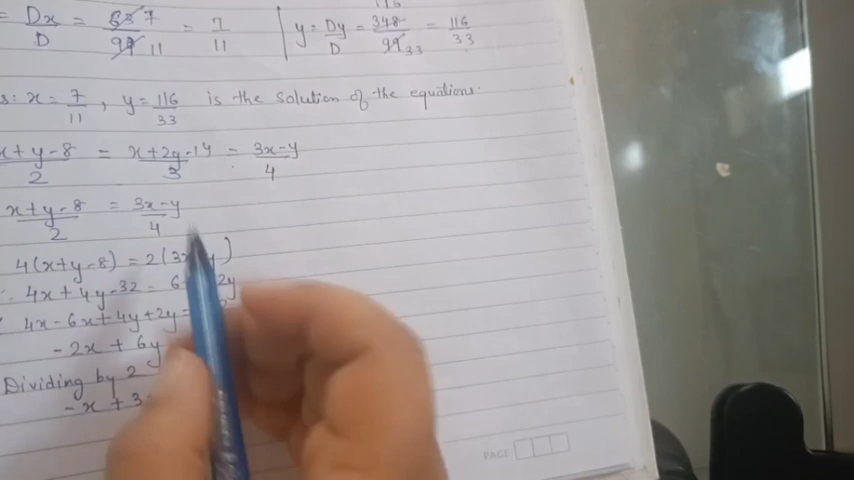 = Dx/D = 63 7/99 11 = 7/11 | y = Dy/D = 348 116/99 33 = 116/33
s: x = 7/11, y = 116/33 is the solution of the equations.
x + y - 8/2 = x + 2y - 14/3 = 3x - y/4
x + y - 8/2 = 3x - y/4
4(x+y-8) = 2(3x y)
4x + 4y - 32 = 6 2y
4x - 6x + 4y + 2y =
-2x + 6y
Dividing by 2
-x + 3
PAGE